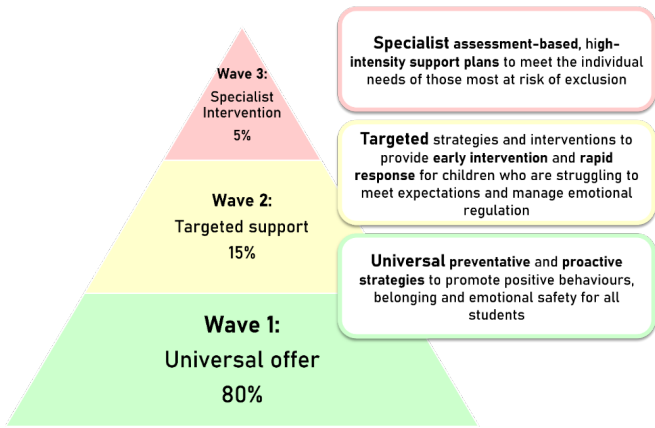 Wave 3:
Specialist
Intervention
5%
Specialist assessment-based, high-
intensity support plans to meet the individual
needs of those most at risk of exclusion
Wave 2:
Targeted support
15%
Targeted strategies and interventions to
provide early intervention and rapid
response for children who are struggling to
meet expectations and manage emotional
regulation
Wave 1:
Universal offer
80%
Universal preventative and proactive
strategies to promote positive behaviours,
belonging and emotional safety for all
students